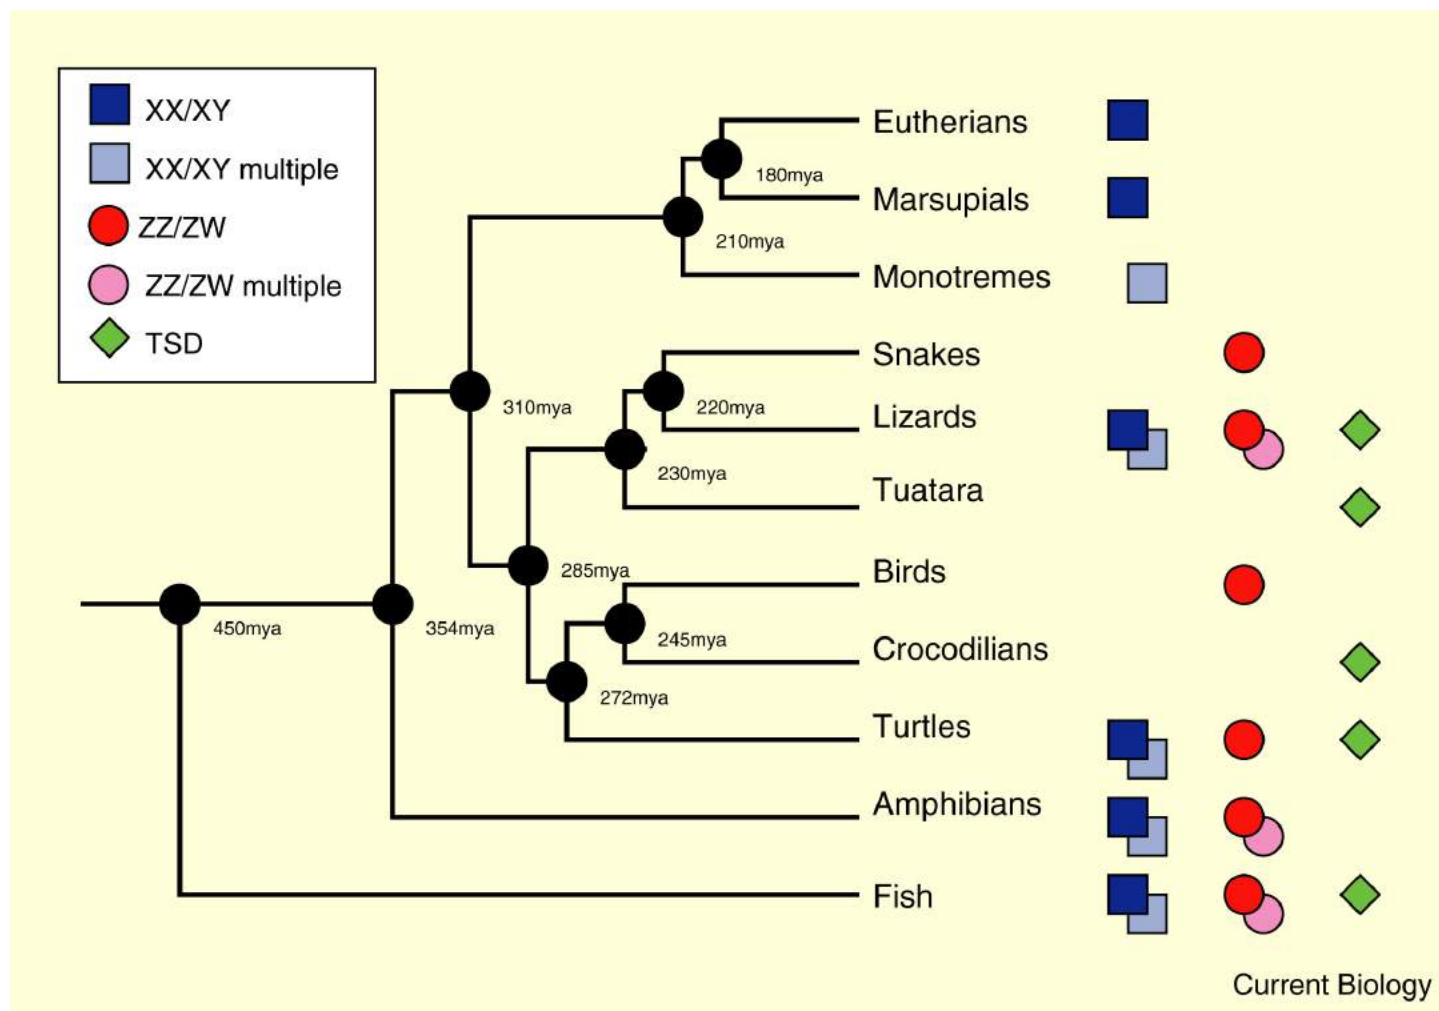 XX/XY
XX/XY multiple
ZZ/ZW
ZZ/ZW multiple
TSD
Eutherians
180mya
Marsupials
210mya
Monotremes
Snakes
310mya
220mya
Lizards
230mya
Tuatara
285mya
Birds
450mya
354mya
245mya
Crocodilians
272mya
Turtles
Amphibians
Fish
Current Biology